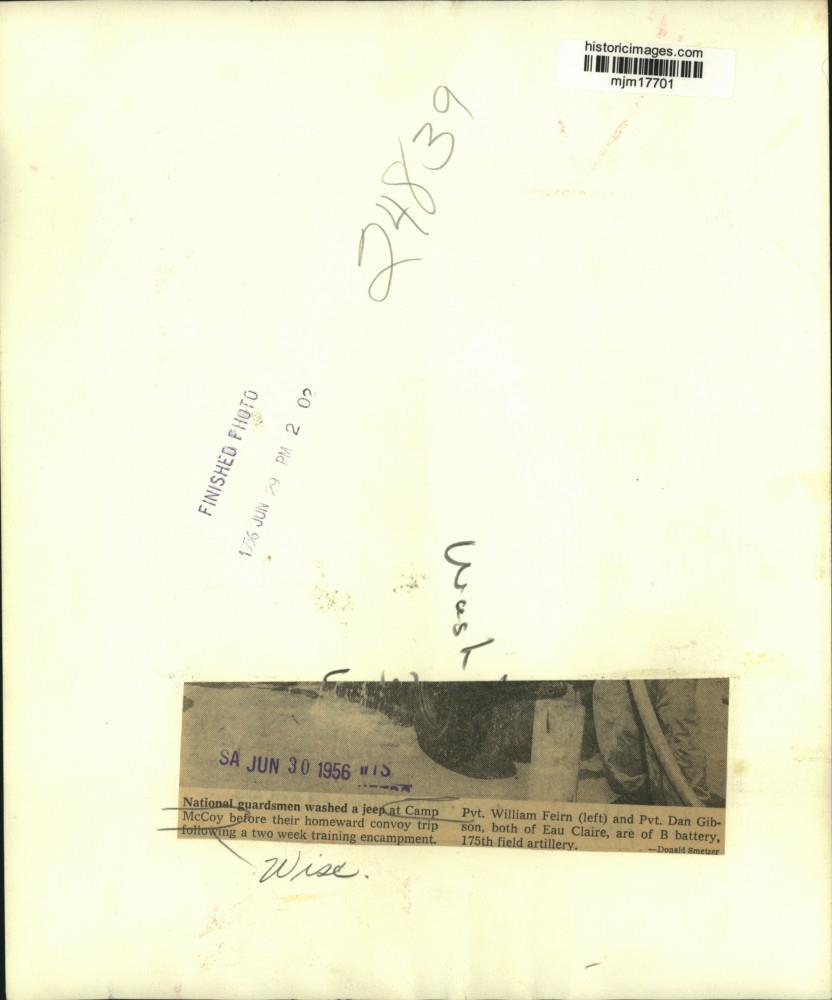 historicimages.com
mjm17701
24839
FINISHED PHOTO
1956 JUN 29 PM 2 02
Wash
SA JUN 30 1956
National guardsmen washed a jeep at Camp
McCoy before their homeward convoy trip
following a two week training encampment.
Pvt. William Feirn (left) and Pvt. Dan Gib-
son, both of Eau Claire, are of B battery,
175th field artillery.
—Donald Smetzer
Wisc.